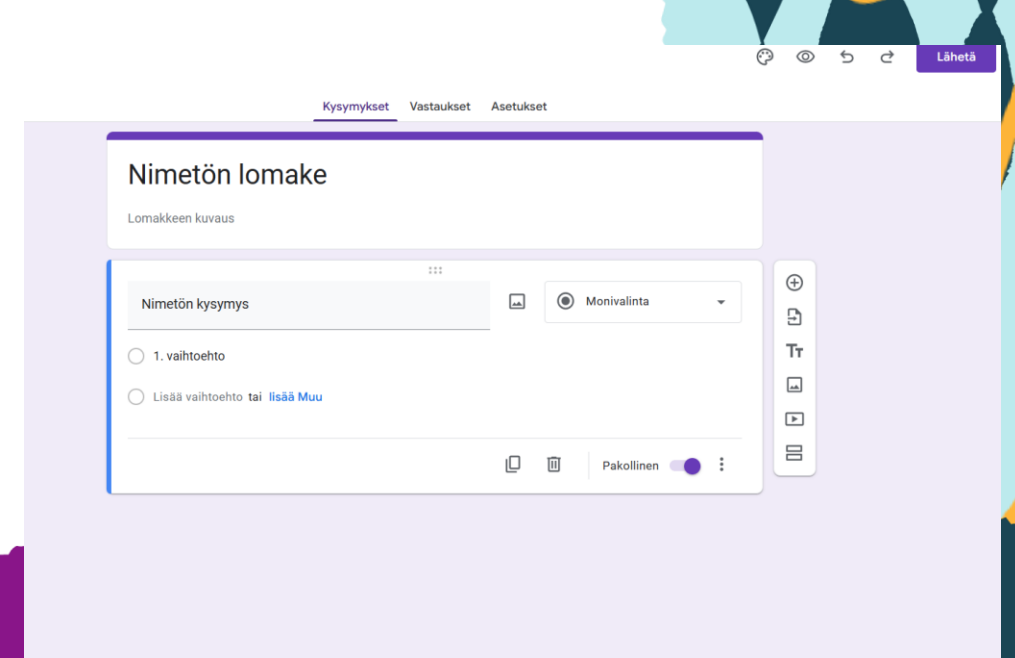 Lähetä
Kysymykset Vastaukset Asetukset
Nimetön lomake
Lomakkeen kuvaus
Nimetön kysymys
Monivalinta
1. vaihtoehto
Lisää vaihtoehto tai lisää Muu
Pakollinen